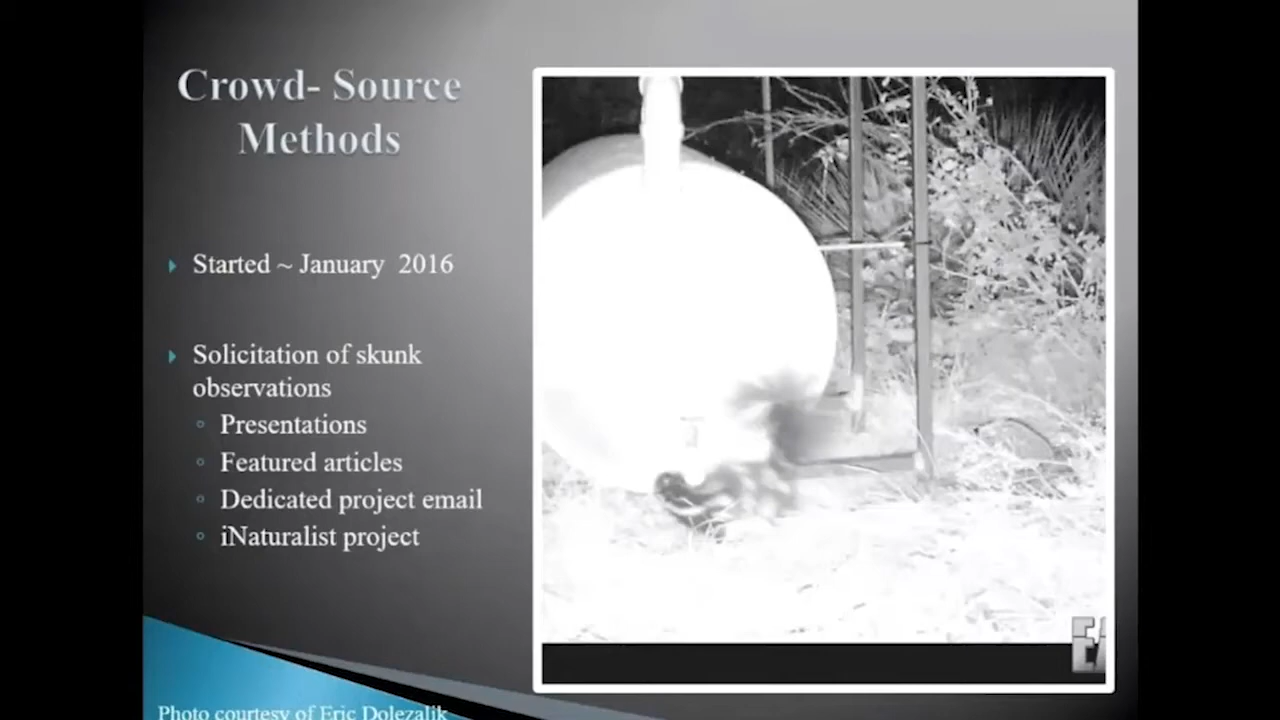 Crowd- Source
Methods
Started ~ January 2016
Solicitation of skunk
observations
Presentations
Featured articles
Dedicated project email
iNaturalist project
Photo courtesy of Eric Dolezalik